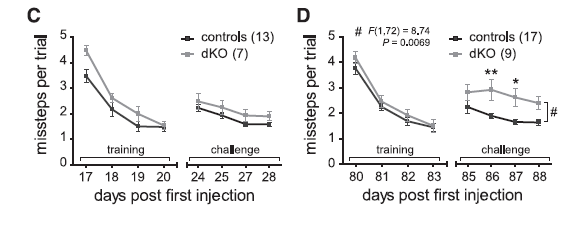 C
controls (13)
dKO (7)
missteps per trial
5
4
3
2
1
0
training
challenge
17 18 19 20 24 25 27 28
days post first injection
D
# F(1,72) = 8.74
P = 0.0069
controls (17)
dKO (9)
missteps per trial
5
4
3
2
1
0
** *
#
training
challenge
80 81 82 83 85 86 87 88
days post first injection